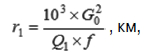 r₁ = (10³ × G₀²) / (Q₁ × f) , км,